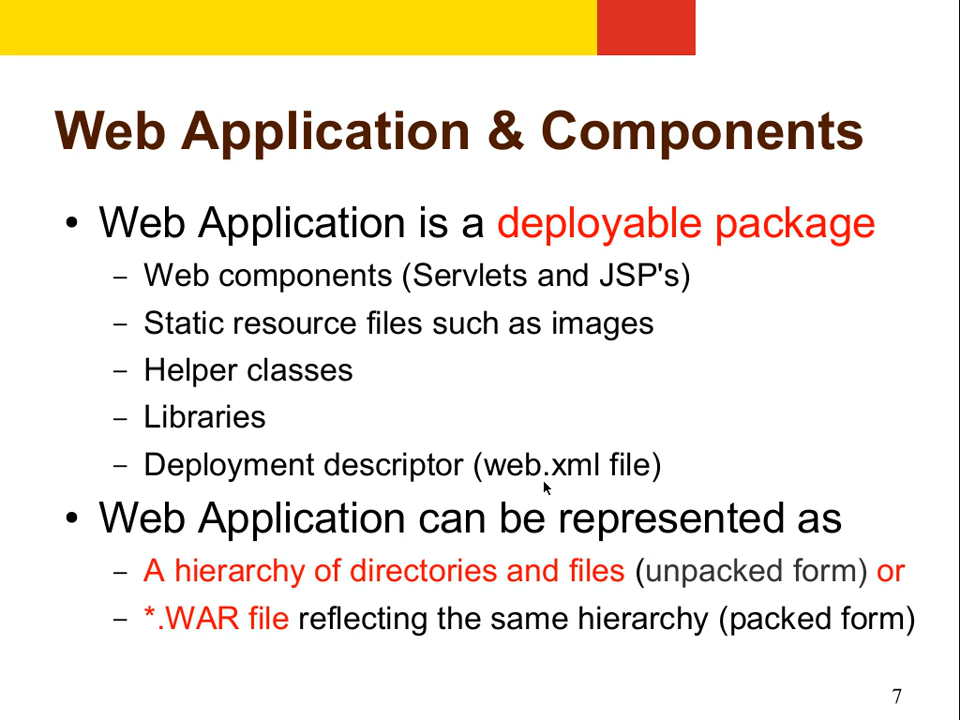 Web Application & Components
• Web Application is a deployable package
– Web components (Servlets and JSP's)
– Static resource files such as images
– Helper classes
– Libraries
– Deployment descriptor (web.xml file)
• Web Application can be represented as
– A hierarchy of directories and files (unpacked form) or
– *.WAR file reflecting the same hierarchy (packed form)
7